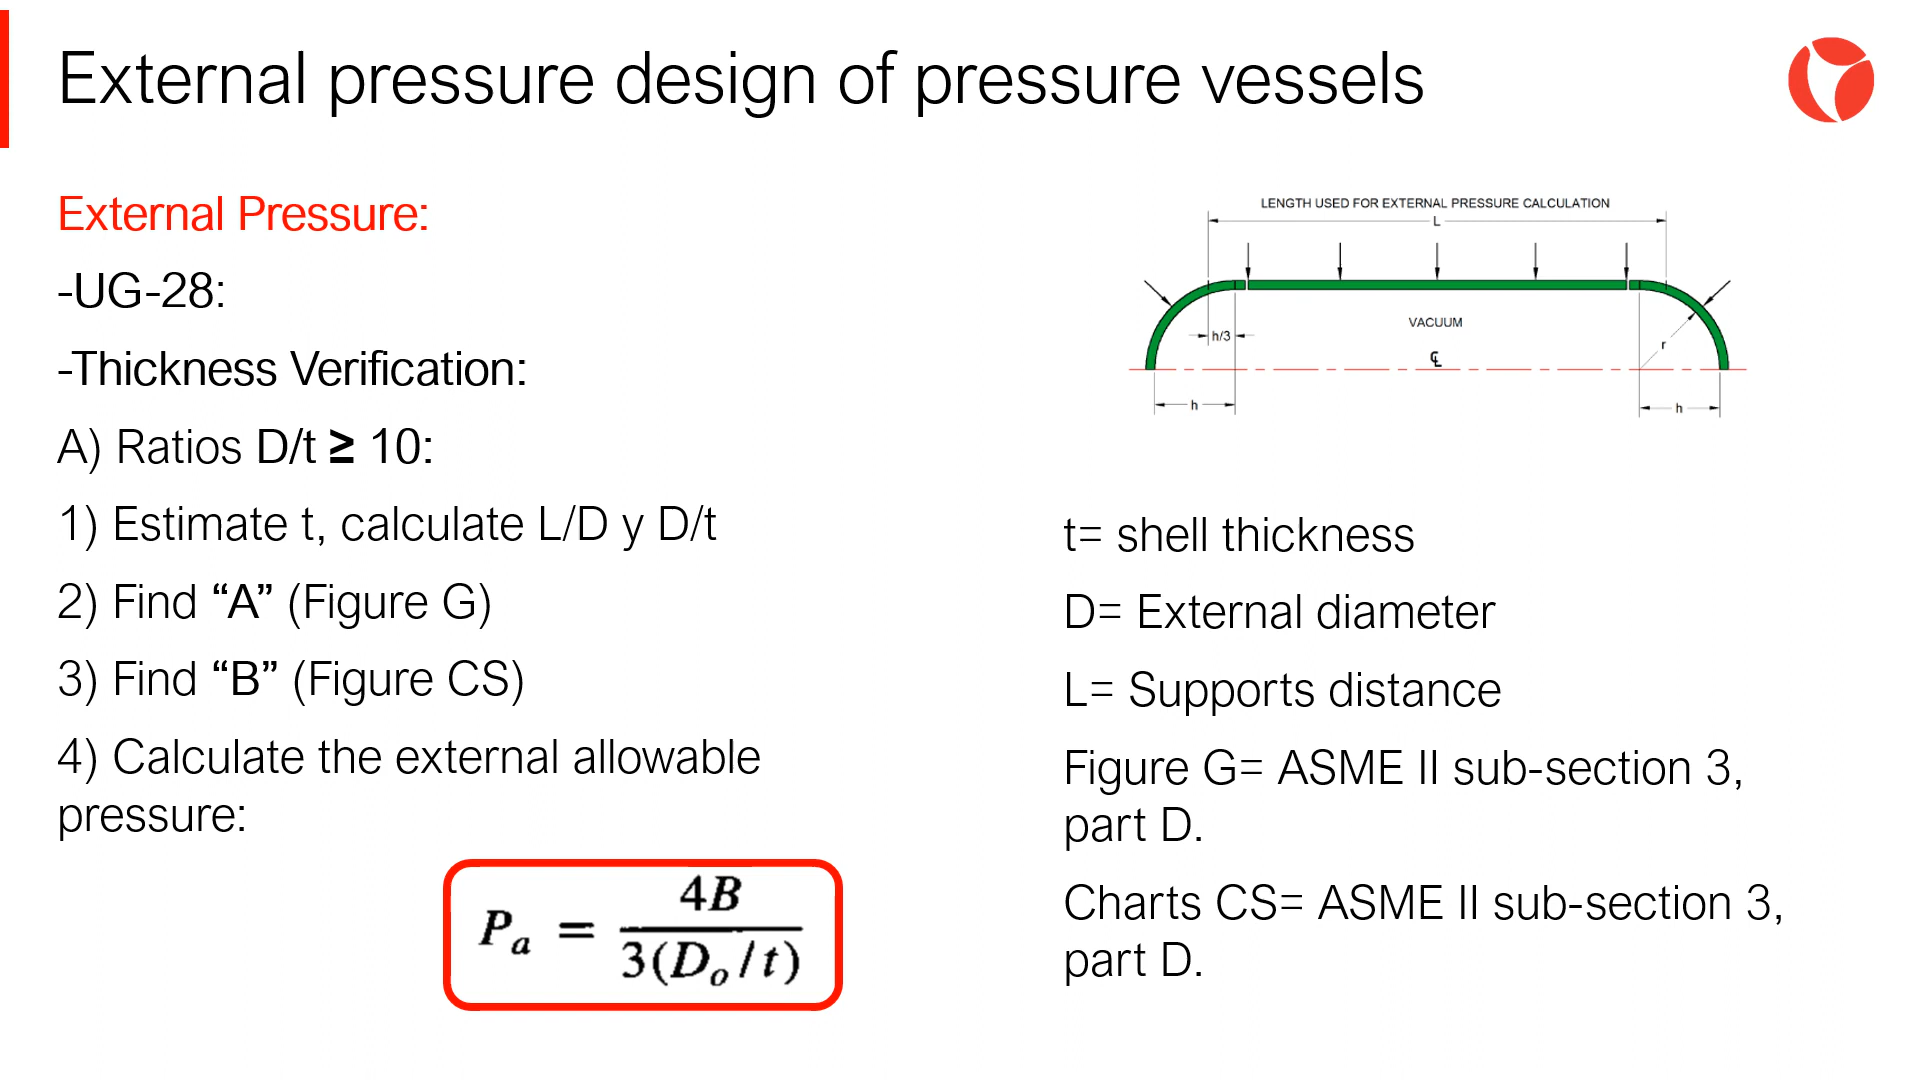 External pressure design of pressure vessels
External Pressure:
-UG-28:
-Thickness Verification:
A) Ratios D/t ≥ 10:
1) Estimate t, calculate L/D y D/t
2) Find “A” (Figure G)
3) Find “B” (Figure CS)
4) Calculate the external allowable
pressure:
Pₐ = 4B / 3(Dₒ/t)
LENGTH USED FOR EXTERNAL PRESSURE CALCULATION
L
VACUUM
h/3
r
℄
h
h
t= shell thickness
D= External diameter
L= Supports distance
Figure G= ASME II sub-section 3,
part D.
Charts CS= ASME II sub-section 3,
part D.